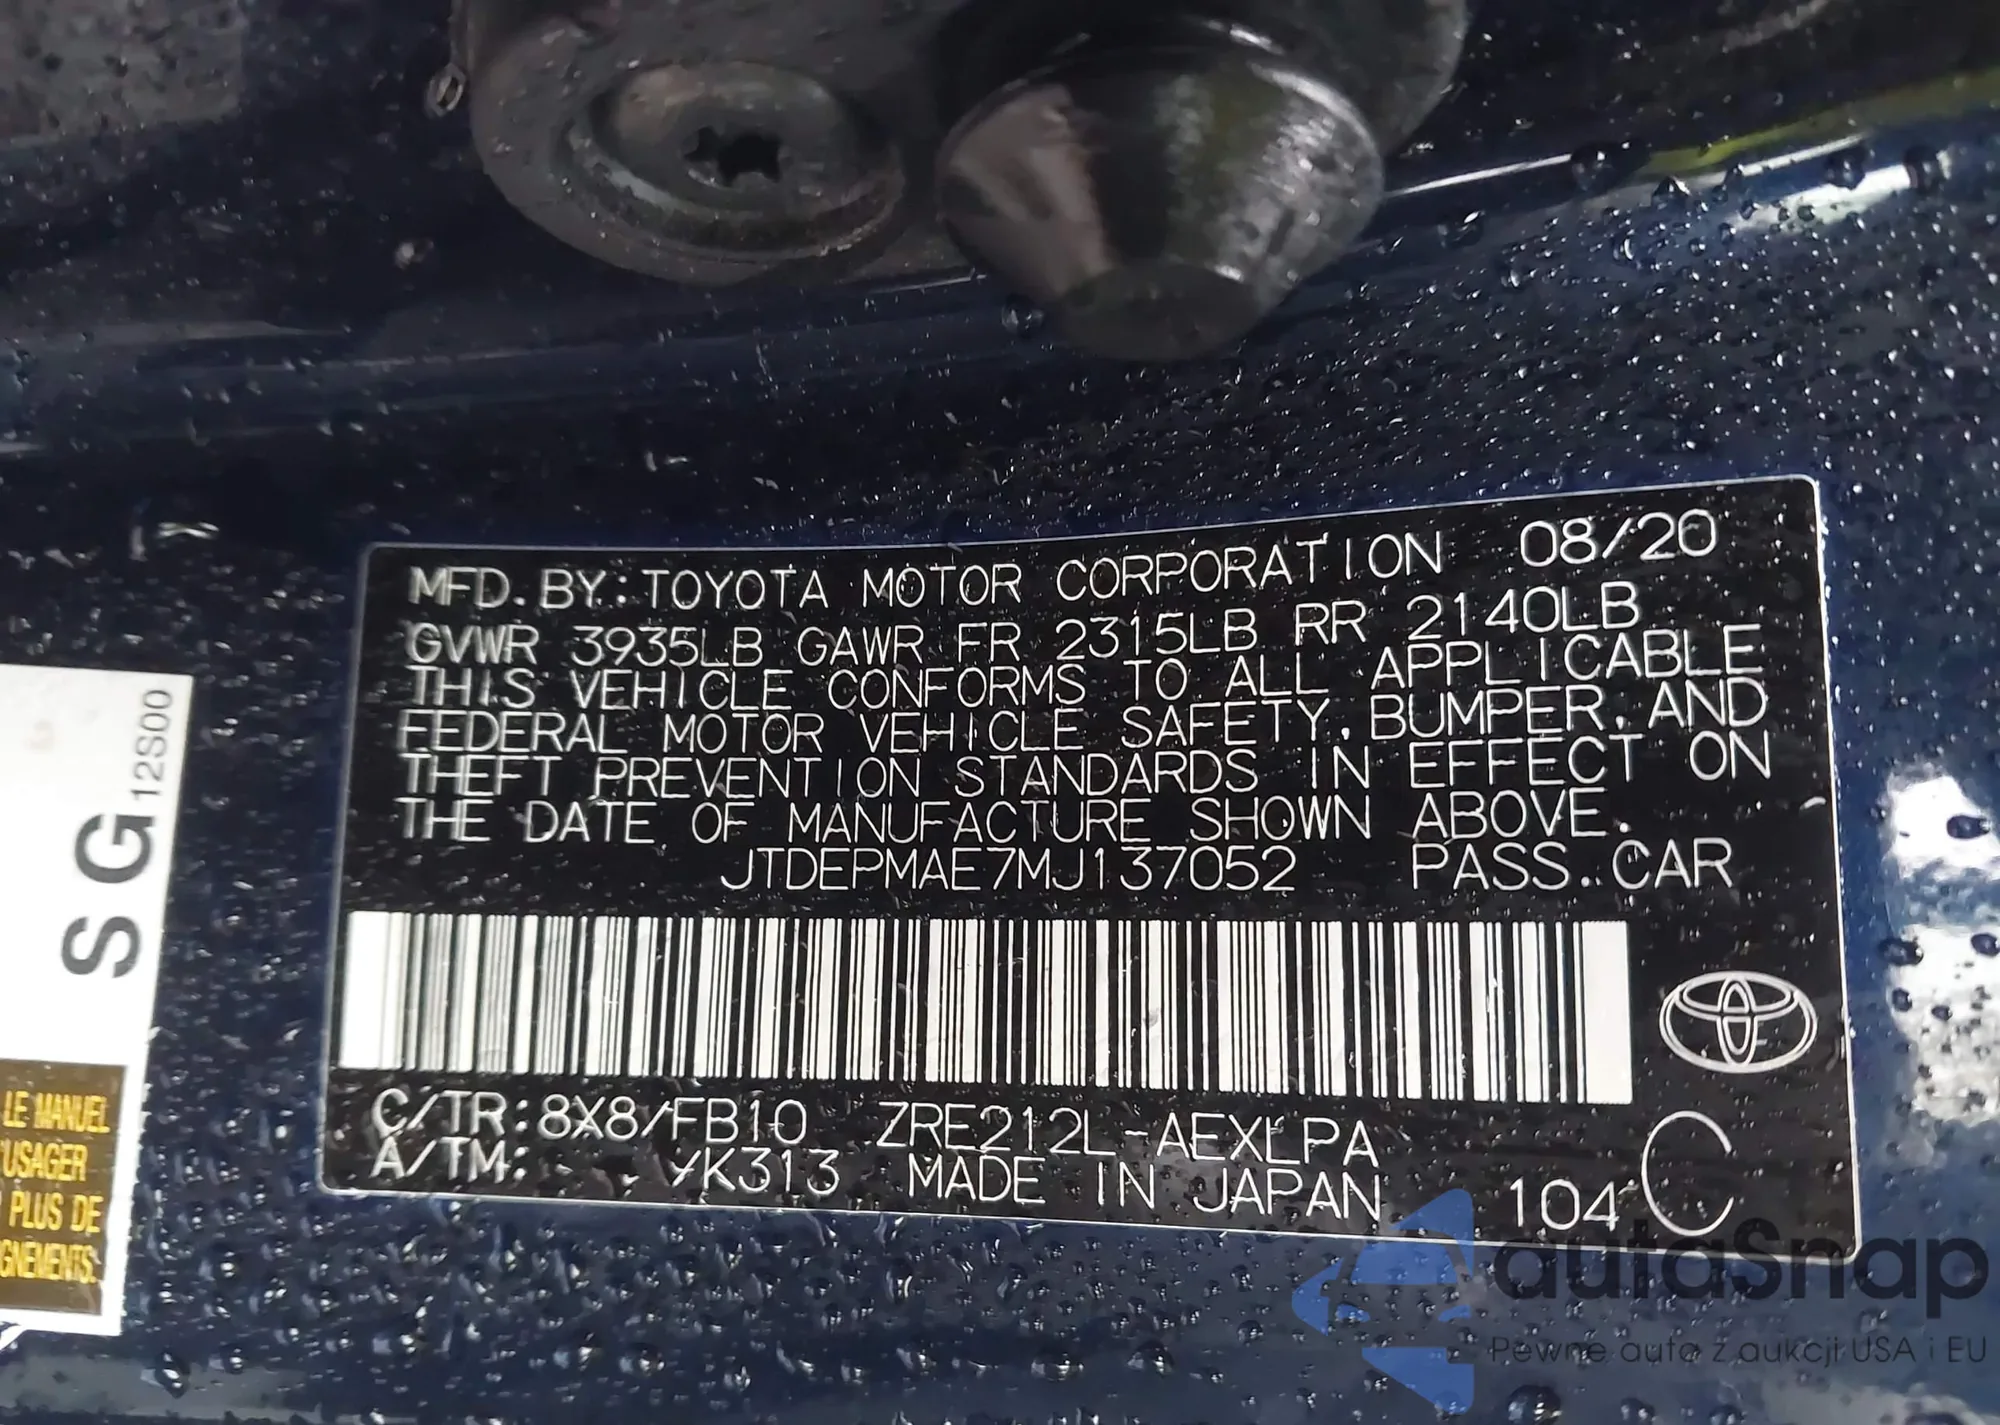 MFD. BY: TOYOTA MOTOR CORPORATION 08/20
GVWR 3935LB GAWR FR 2315LB RR 2140LB
THIS VEHICLE CONFORMS TO ALL APPLICABLE
FEDERAL MOTOR VEHICLE SAFETY, BUMPER, AND
THEFT PREVENTION STANDARDS IN EFFECT ON
THE DATE OF MANUFACTURE SHOWN ABOVE.
JTDEPMAE7MJ137052 PASS. CAR
C/TR: 8X8/FB10 ZRE212L-AEXLPA
A/TM: -/K313 MADE IN JAPAN 104 C
SG 12S00
LE MANUEL
'USAGER
PLUS DE
GNEMENTS.
autaSnap
Pewne auto z aukcji USA i EU